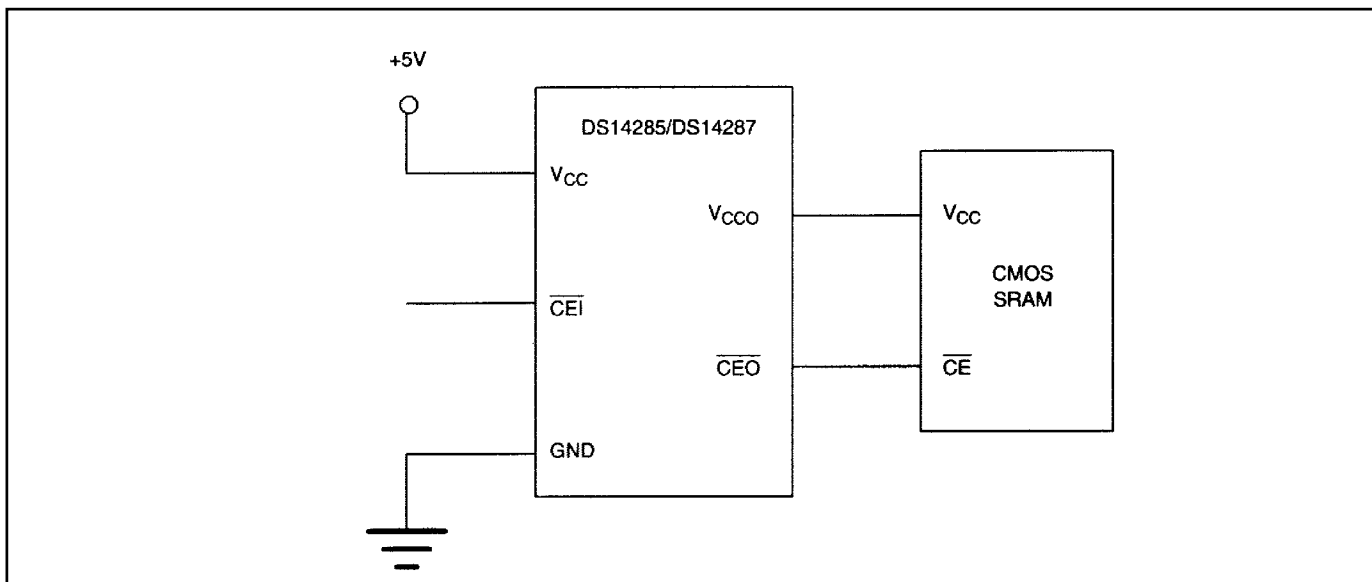 +5V
DS14285/DS14287
VCC
VCCO
VCC
CMOS
SRAM
CEI
CEO
CE
GND